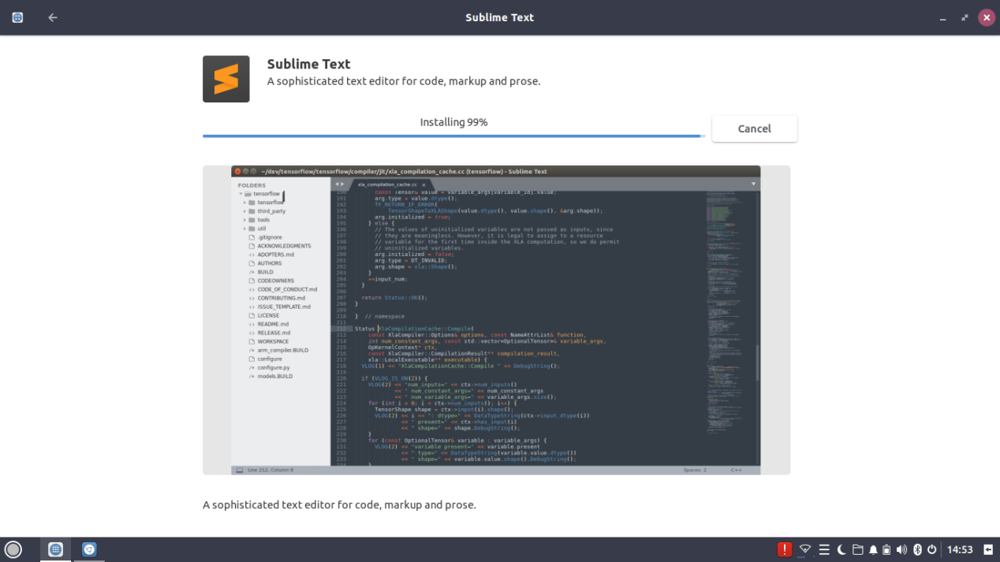 Sublime Text
Sublime Text
A sophisticated text editor for code, markup and prose.
Installing 99%
Cancel
~/dev/tensorflow/tensorflow/compiler/jit/xla_compilation_cache.cc (tensorflow) - Sublime Text
FOLDERS
tensorflow
tensorflow
third_party
tools
util
.gitignore
ACKNOWLEDGMENTS
ADOPTERS.md
AUTHORS
BUILD
CODEOWNERS
CODE_OF_CONDUCT.md
CONTRIBUTING.md
ISSUE_TEMPLATE.md
LICENSE
README.md
RELEASE.md
WORKSPACE
arm_compiler.BUILD
configure
configure.py
models.BUILD
xla_compilation_cache.cc
190 const Tensor& value = variable_args[variable_id].value;
191 arg.type = value.dtype();
192 TF_RETURN_IF_ERROR(
193 TensorShapeToXLAShape(value.dtype(), value.shape(), &arg.shape));
194 arg.initialized = true;
195 } else {
196 // The values of uninitialized variables are not passed as inputs, since
197 // they are meaningless. However, it is legal to assign to a resource
198 // variable for the first time inside the XLA computation, so we do permit
199 // uninitialized variables.
200 arg.initialized = false;
201 arg.type = DT_INVALID;
202 arg.shape = xla::Shape();
203 }
204 ++input_num;
205 }
206
207 return Status::OK();
208 }
209
210 } // namespace
211
212 Status XlaCompilationCache::Compile(
213 const XlaCompiler::Options& options, const NameAttrList& function,
214 int num_constant_args, const std::vector<OptionalTensor>& variable_args,
215 OpKernelContext* ctx,
216 const XlaCompiler::CompilationResult** compilation_result,
217 xla::LocalExecutable** executable) {
218 VLOG(1) << "XlaCompilationCache::Compile " << DebugString();
219
220 if (VLOG_IS_ON(2)) {
221 VLOG(2) << "num_inputs=" << ctx->num_inputs()
222 << " num_constant_args=" << num_constant_args
223 << " num_variable_args=" << variable_args.size();
224 for (int i = 0; i < ctx->num_inputs(); i++) {
225 TensorShape shape = ctx->input(i).shape();
226 VLOG(2) << i << ": dtype=" << DataTypeString(ctx->input_dtype(i))
227 << " present=" << ctx->has_input(i)
228 << " shape=" << shape.DebugString();
229 }
230 for (const OptionalTensor& variable : variable_args) {
231 VLOG(2) << "variable present=" << variable.present
232 << " type=" << DataTypeString(variable.value.dtype())
233 << " shape=" << variable.value.shape().DebugString();
Line 212, Column 8
Spaces: 2
C++
A sophisticated text editor for code, markup and prose.
14:53